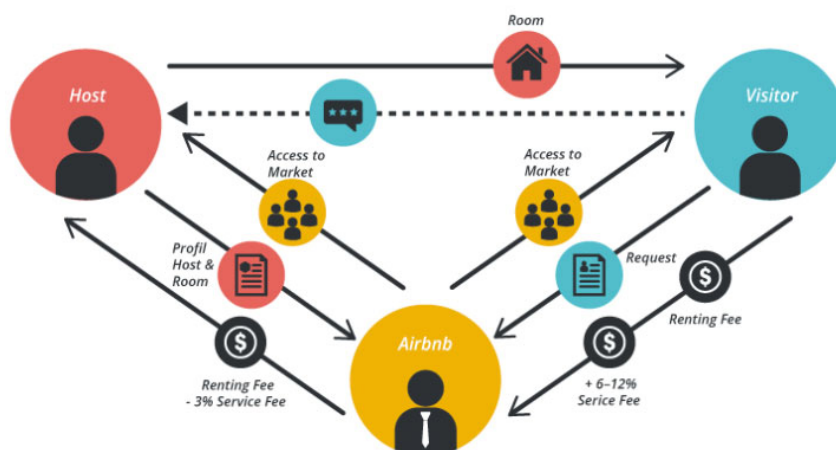 Room
Host
Visitor
Access to
Market
Access to
Market
Profil
Host &
Room
Request
$
Renting Fee
Airbnb
$
Renting Fee
- 3% Service Fee
$
+ 6–12%
Serice Fee